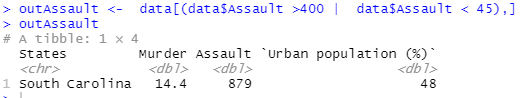 > outAssault <-  data[(data$Assault >400 |  data$Assault < 45),]
> outAssault
# A tibble: 1 × 4
  States         Murder Assault `Urban population (%)`
  <chr>           <dbl>   <dbl>                  <dbl>
1 South Carolina   14.4     879                     48
>